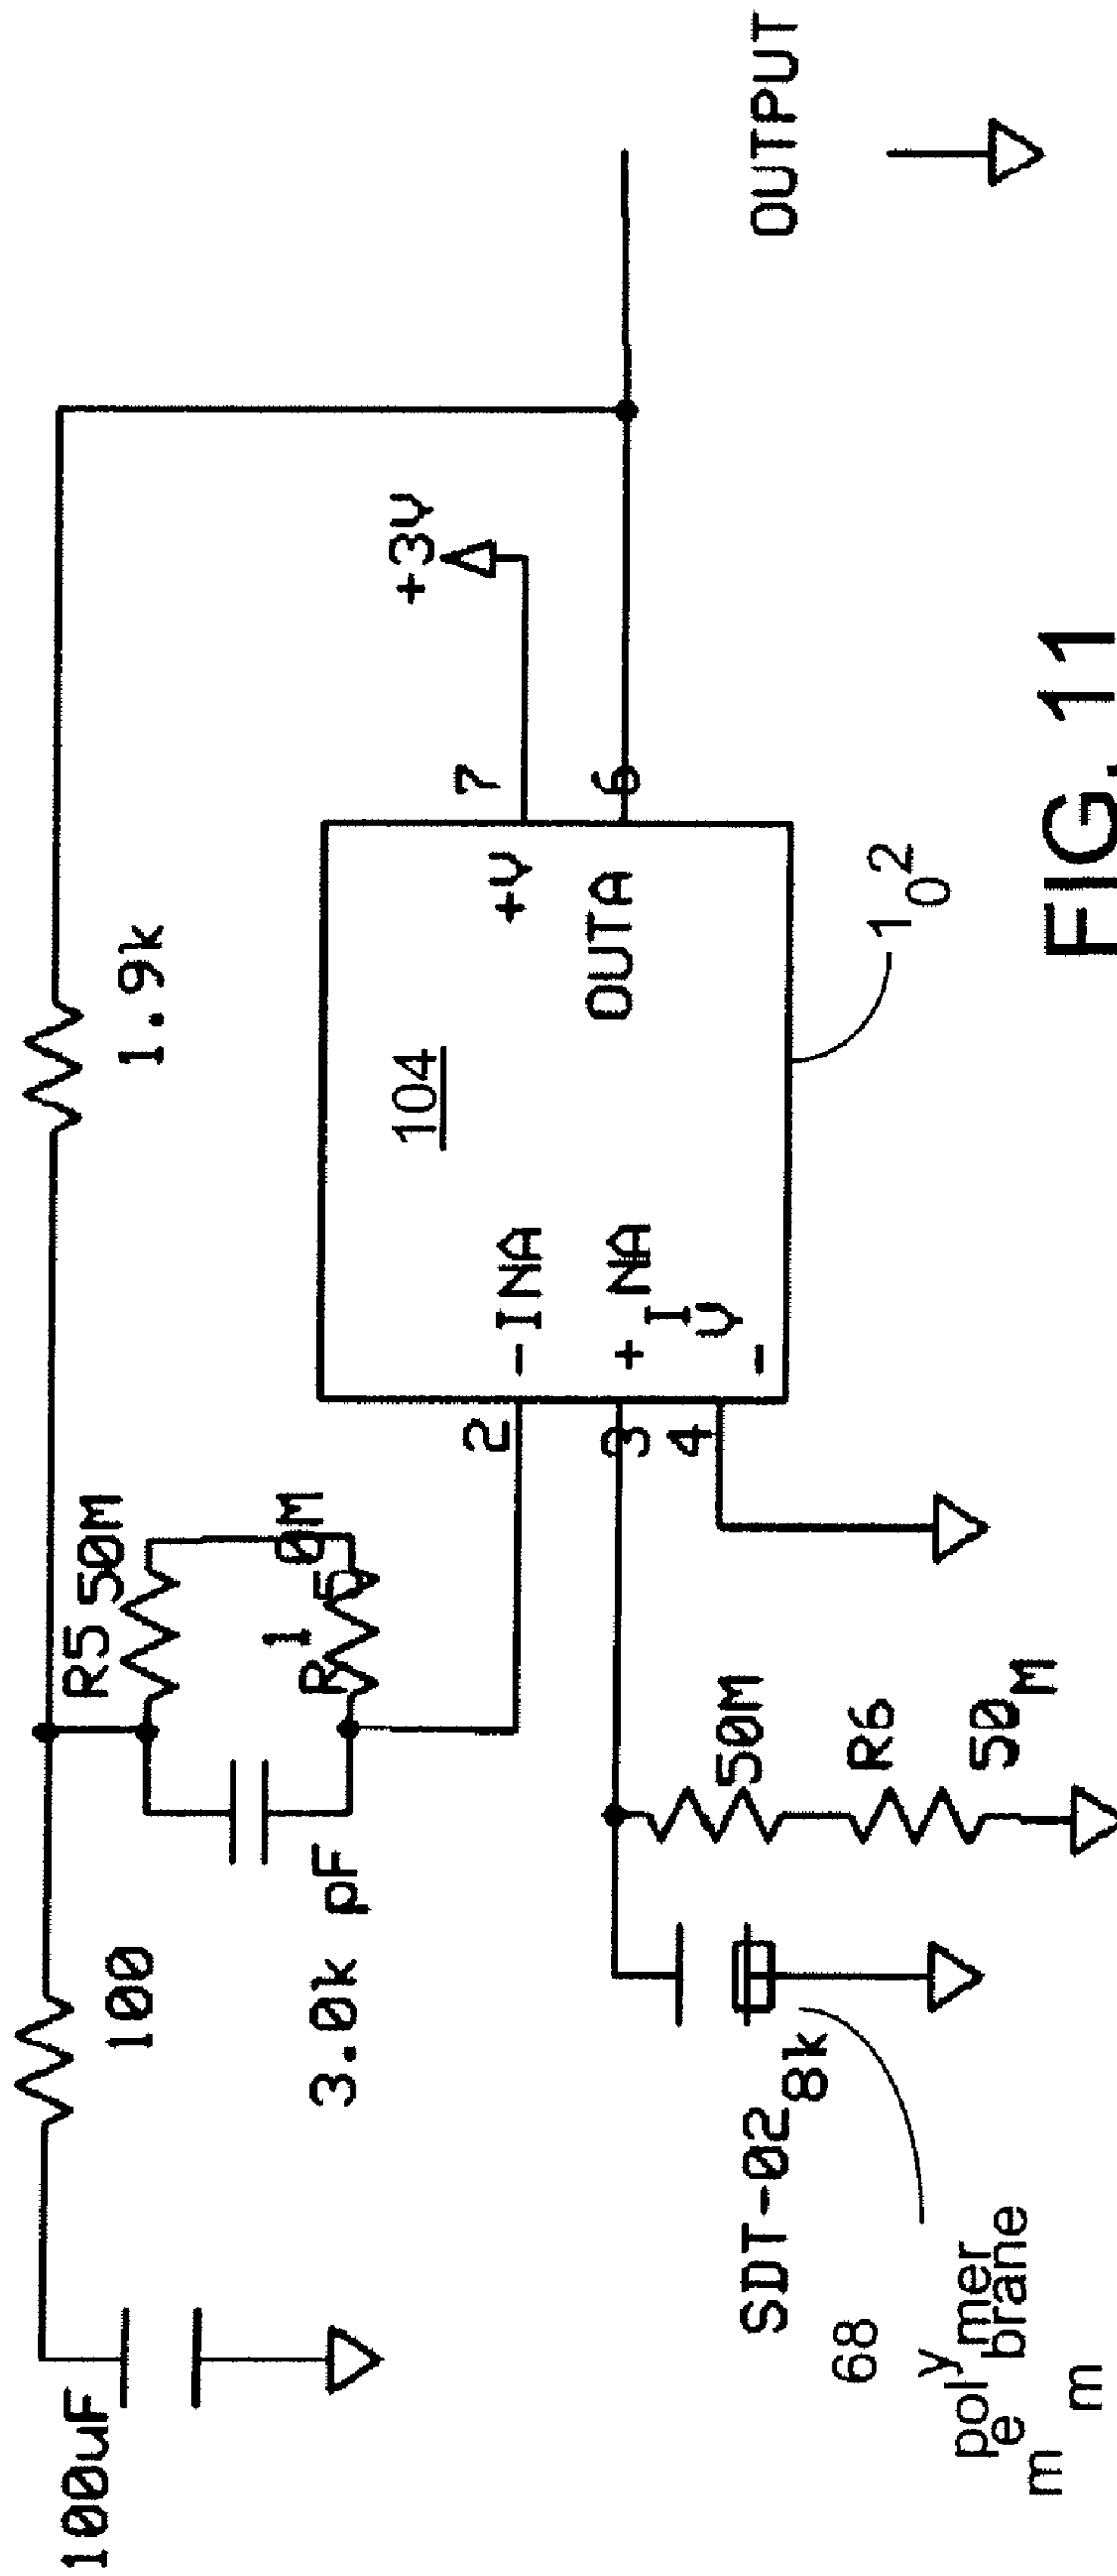 100uF
100
1.9k
3.0k pF
R5 50M
R1 50M
+3V
104
2
-INA
+V
7
3
+INA
OUTA
6
4
-V
102
50M
R6
50M
SDT-028k
68
polymer
membrane
m
OUTPUT
FIG. 11